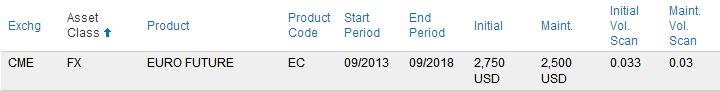 Exchg Asset Class ↑ Product Product Code Start Period End Period Initial Maint. Initial Vol. Scan Maint. Vol. Scan
CME FX EURO FUTURE EC 09/2013 09/2018 2,750 USD 2,500 USD 0.033 0.03